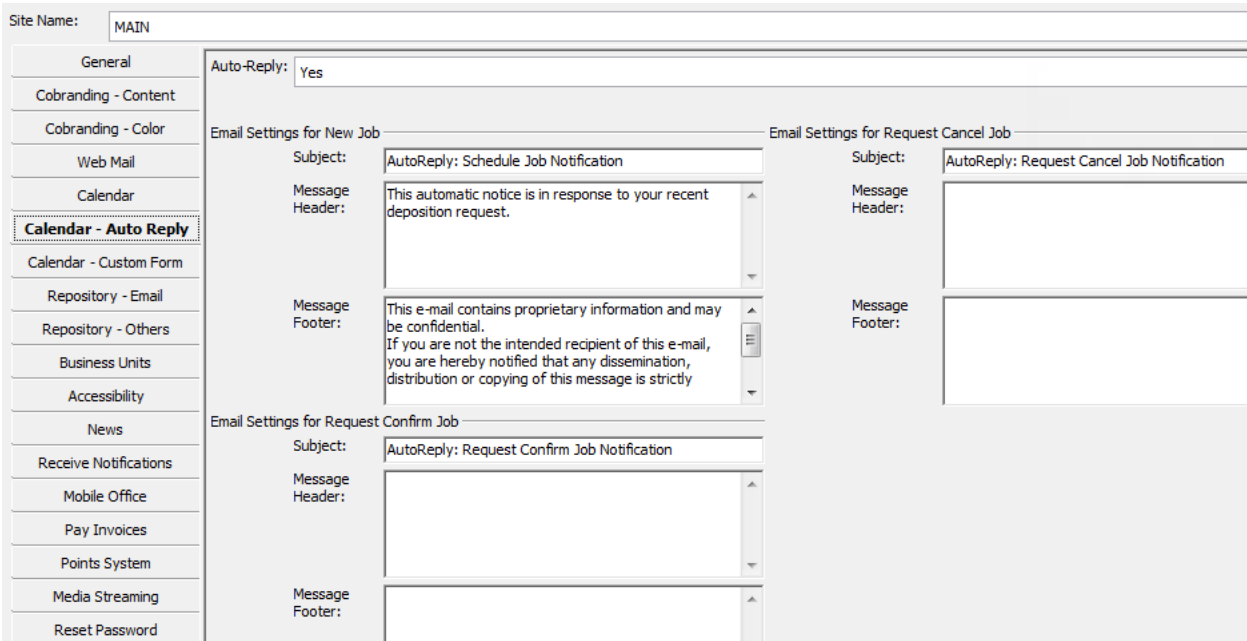 Site Name: MAIN
General
Cobranding - Content
Cobranding - Color
Web Mail
Calendar
Calendar - Auto Reply
Calendar - Custom Form
Repository - Email
Repository - Others
Business Units
Accessibility
News
Receive Notifications
Mobile Office
Pay Invoices
Points System
Media Streaming
Reset Password
Auto-Reply: Yes
Email Settings for New Job
Subject: AutoReply: Schedule Job Notification
Message
Header:
This automatic notice is in response to your recent
deposition request.
Message
Footer:
This e-mail contains proprietary information and may
be confidential.
If you are not the intended recipient of this e-mail,
you are hereby notified that any dissemination,
distribution or copying of this message is strictly
Email Settings for Request Cancel Job
Subject: AutoReply: Request Cancel Job Notification
Message
Header:
Message
Footer:
Email Settings for Request Confirm Job
Subject: AutoReply: Request Confirm Job Notification
Message
Header:
Message
Footer: